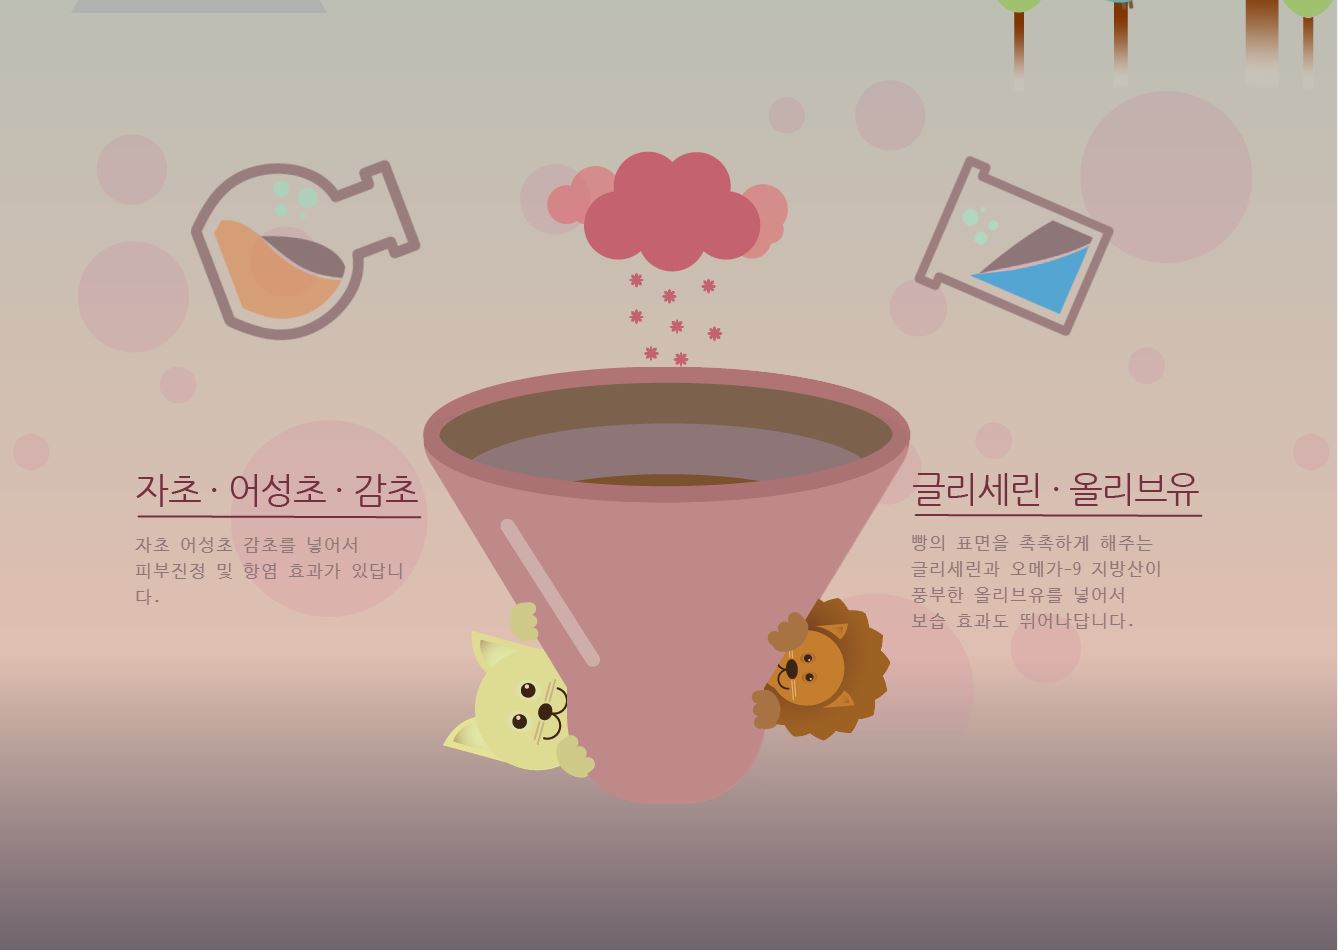 자초 · 어성초 · 감초
자초 어성초 감초를 넣어서
피부진정 및 항염 효과가 있답니
다.
글리세린 · 올리브유
빵의 표면을 촉촉하게 해주는
글리세린과 오메가-9 지방산이
풍부한 올리브유를 넣어서
보습 효과도 뛰어나답니다.